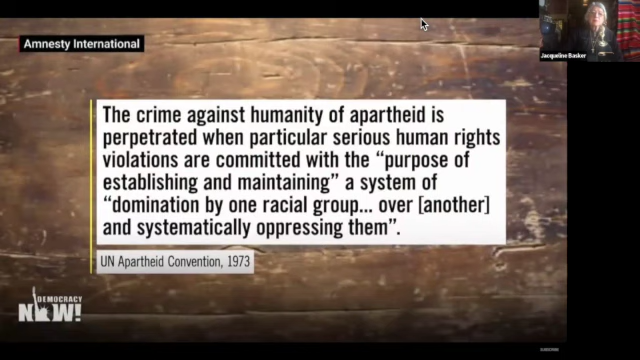 Amnesty International
Jacqueline Basker
The crime against humanity of apartheid is
perpetrated when particular serious human rights
violations are committed with the “purpose of
establishing and maintaining” a system of
“domination by one racial group... over [another]
and systematically oppressing them”.
UN Apartheid Convention, 1973
DEMOCRACY
NOW!
SUBSCRIBE